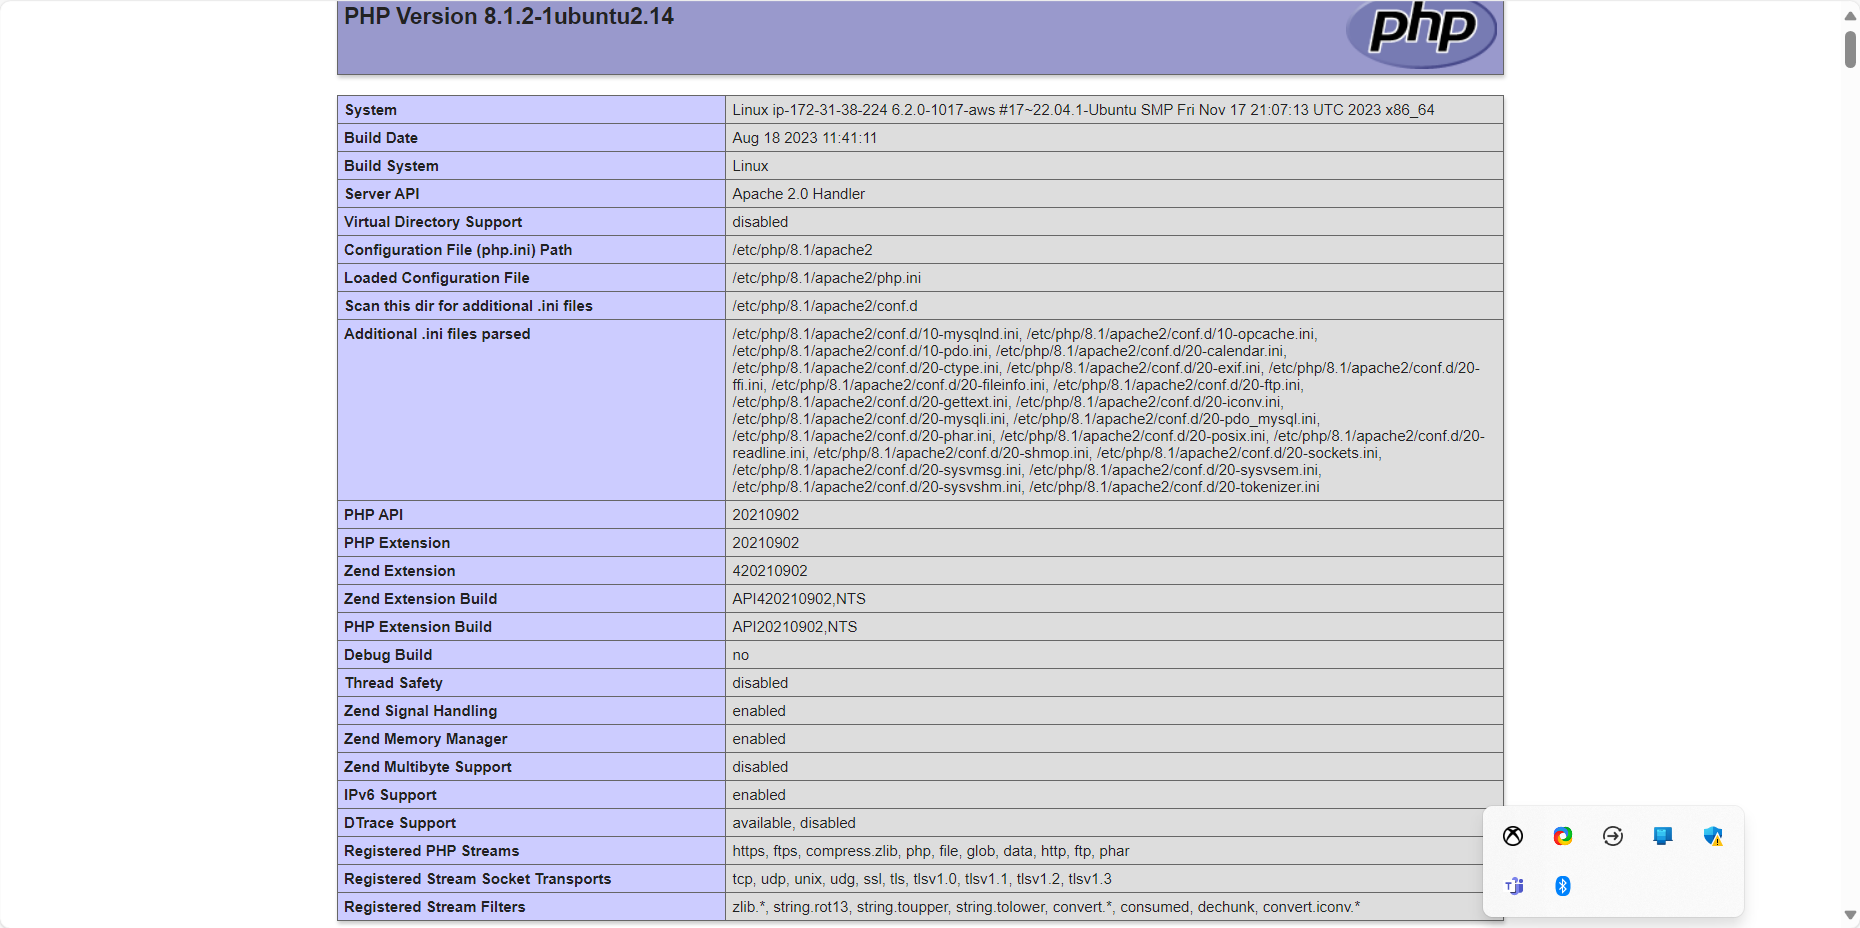 PHP Version 8.1.2-1ubuntu2.14
php
System Linux ip-172-31-38-224 6.2.0-1017-aws #17~22.04.1-Ubuntu SMP Fri Nov 17 21:07:13 UTC 2023 x86_64
Build Date Aug 18 2023 11:41:11
Build System Linux
Server API Apache 2.0 Handler
Virtual Directory Support disabled
Configuration File (php.ini) Path /etc/php/8.1/apache2
Loaded Configuration File /etc/php/8.1/apache2/php.ini
Scan this dir for additional .ini files /etc/php/8.1/apache2/conf.d
Additional .ini files parsed /etc/php/8.1/apache2/conf.d/10-mysqlnd.ini, /etc/php/8.1/apache2/conf.d/10-opcache.ini,
/etc/php/8.1/apache2/conf.d/10-pdo.ini, /etc/php/8.1/apache2/conf.d/20-calendar.ini,
/etc/php/8.1/apache2/conf.d/20-ctype.ini, /etc/php/8.1/apache2/conf.d/20-exif.ini, /etc/php/8.1/apache2/conf.d/20-
ffi.ini, /etc/php/8.1/apache2/conf.d/20-fileinfo.ini, /etc/php/8.1/apache2/conf.d/20-ftp.ini,
/etc/php/8.1/apache2/conf.d/20-gettext.ini, /etc/php/8.1/apache2/conf.d/20-iconv.ini,
/etc/php/8.1/apache2/conf.d/20-mysqli.ini, /etc/php/8.1/apache2/conf.d/20-pdo_mysql.ini,
/etc/php/8.1/apache2/conf.d/20-phar.ini, /etc/php/8.1/apache2/conf.d/20-posix.ini, /etc/php/8.1/apache2/conf.d/20-
readline.ini, /etc/php/8.1/apache2/conf.d/20-shmop.ini, /etc/php/8.1/apache2/conf.d/20-sockets.ini,
/etc/php/8.1/apache2/conf.d/20-sysvmsg.ini, /etc/php/8.1/apache2/conf.d/20-sysvsem.ini,
/etc/php/8.1/apache2/conf.d/20-sysvshm.ini, /etc/php/8.1/apache2/conf.d/20-tokenizer.ini
PHP API 20210902
PHP Extension 20210902
Zend Extension 420210902
Zend Extension Build API420210902,NTS
PHP Extension Build API20210902,NTS
Debug Build no
Thread Safety disabled
Zend Signal Handling enabled
Zend Memory Manager enabled
Zend Multibyte Support disabled
IPv6 Support enabled
DTrace Support available, disabled
Registered PHP Streams https, ftps, compress.zlib, php, file, glob, data, http, ftp, phar
Registered Stream Socket Transports tcp, udp, unix, udg, ssl, tls, tlsv1.0, tlsv1.1, tlsv1.2, tlsv1.3
Registered Stream Filters zlib.*, string.rot13, string.toupper, string.tolower, convert.*, consumed, dechunk, convert.iconv.*